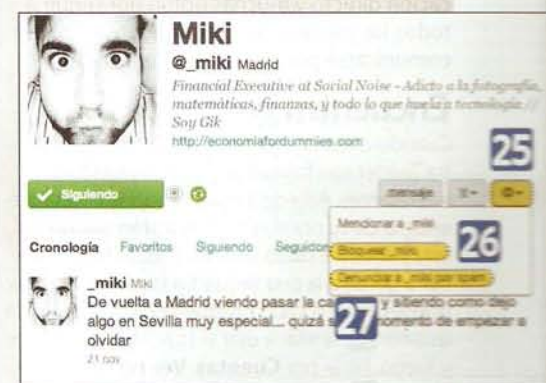 Miki
@_miki Madrid
Financial Executive at Social Noise - Adicto a la fotografía,
matemáticas, finanzas, y todo lo que huela a tecnología //
Soy Gik
http://economiafordummies.com
25
Siguiendo
mensaje
Mencionar a _miki
Cronología Favoritos Siguiendo
Bloquear _miki
26
Denunciar a _miki por spam
_miki Miki
De vuelta a Madrid viendo pasar la y sitiendo como dejo
27
algo en Sevilla muy especial... quizá momento de empezar a
olvidar
21 nov